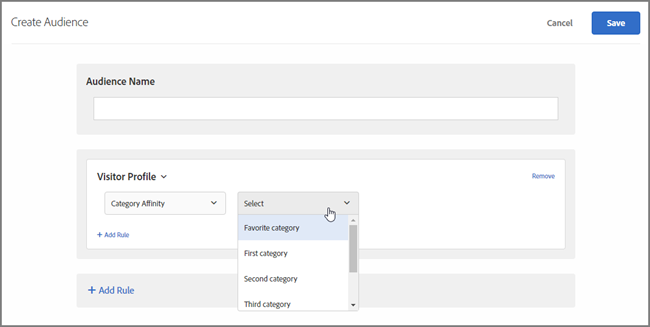 Create Audience
Cancel
Save
Audience Name
Visitor Profile
Remove
Category Affinity
Select
Favorite category
+ Add Rule
First category
Second category
+ Add Rule
Third category